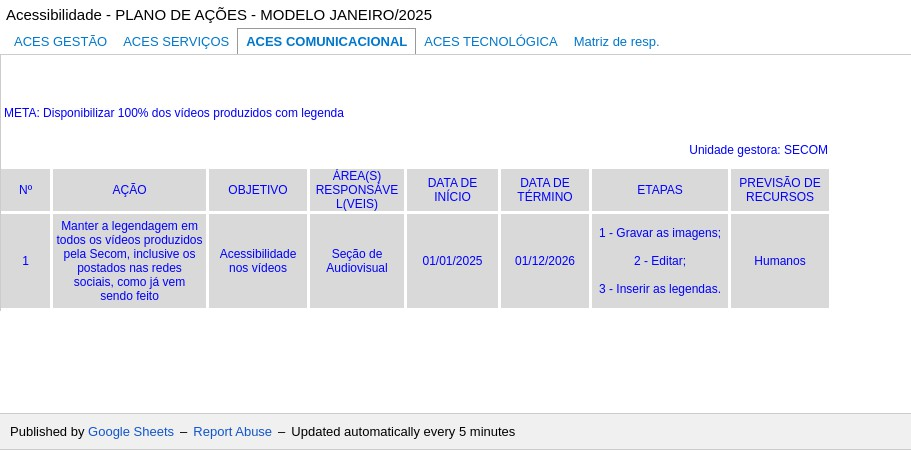 Acessibilidade - PLANO DE AÇÕES - MODELO JANEIRO/2025
ACES GESTÃO ACES SERVIÇOS ACES COMUNICACIONAL ACES TECNOLÓGICA Matriz de resp.
META: Disponibilizar 100% dos vídeos produzidos com legenda
Unidade gestora: SECOM
Nº
AÇÃO
OBJETIVO
ÁREA(S)
RESPONSÁVE
L(VEIS)
DATA DE
INÍCIO
DATA DE
TÉRMINO
ETAPAS
PREVISÃO DE
RECURSOS
1
Manter a legendagem em
todos os vídeos produzidos
pela Secom, inclusive os
postados nas redes
sociais, como já vem
sendo feito
Acessibilidade
nos vídeos
Seção de
Audiovisual
01/01/2025
01/12/2026
1 - Gravar as imagens;
2 - Editar;
3 - Inserir as legendas.
Humanos
Published by Google Sheets – Report Abuse – Updated automatically every 5 minutes